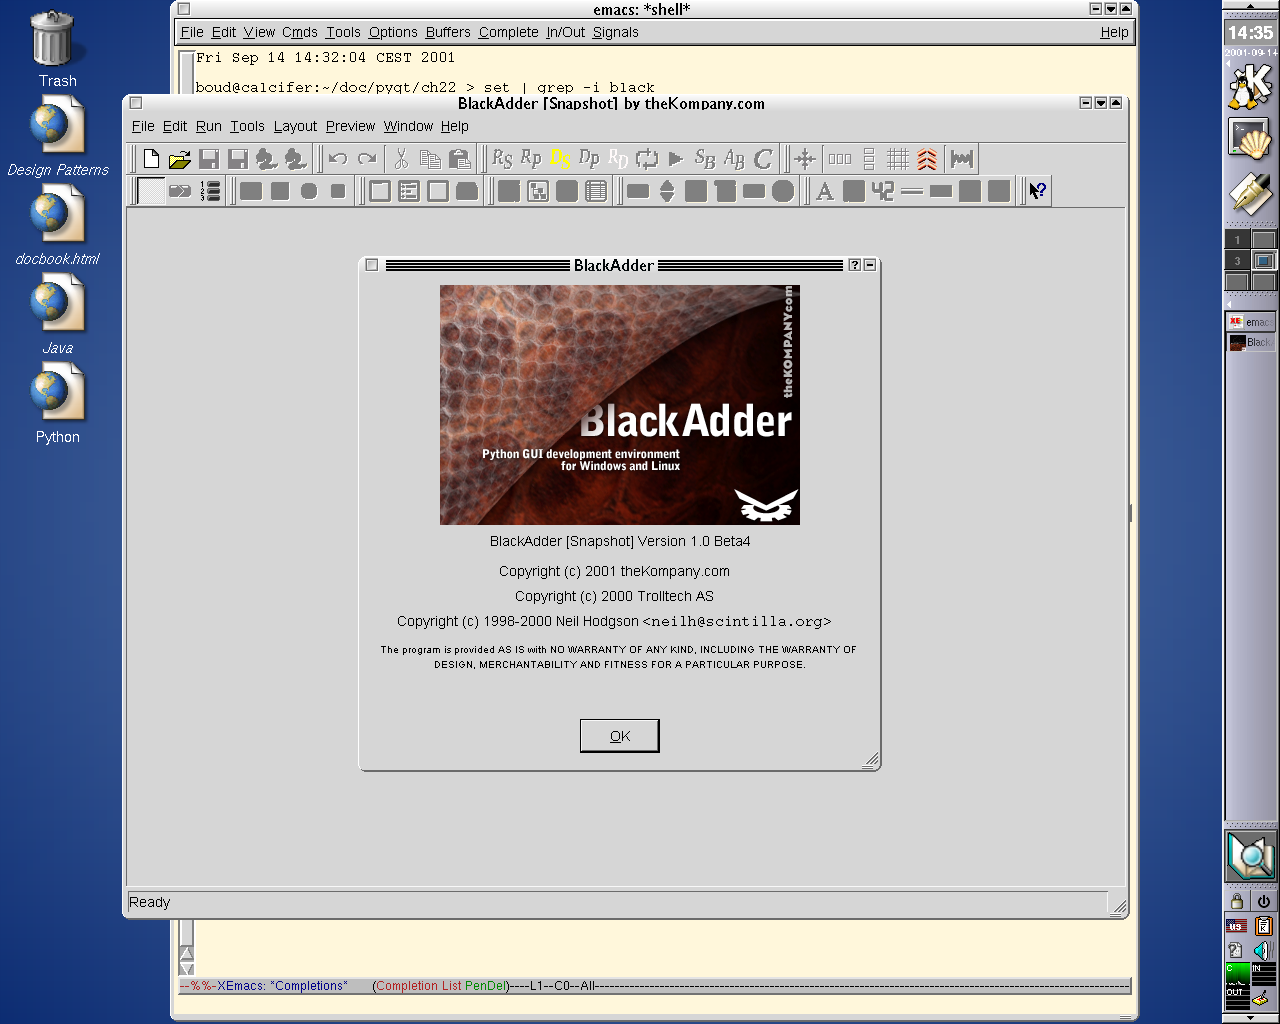 emacs: *shell*
File Edit View Cmds Tools Options Buffers Complete In/Out Signals Help
Fri Sep 14 14:32:04 CEST 2001
boud@calcifer:~/doc/pyqt/ch22 > set | grep -i black
BlackAdder [Snapshot] by theKompany.com
File Edit Run Tools Layout Preview Window Help
BlackAdder
theKOMPANYcom
BlackAdder
Python GUI development environment
for Windows and Linux
BlackAdder [Snapshot] Version 1.0 Beta4
Copyright (c) 2001 theKompany.com
Copyright (c) 2000 Trolltech AS
Copyright (c) 1998-2000 Neil Hodgson <neilh@scintilla.org>
The program is provided AS IS with NO WARRANTY OF ANY KIND, INCLUDING THE WARRANTY OF
DESIGN, MERCHANTABILITY AND FITNESS FOR A PARTICULAR PURPOSE.
OK
Ready
--%%-XEmacs: *Completions* (Completion List PenDel)----L1--C0--All
Trash
Design Patterns
docbook.html
Java
Python
14:35
2001-09-14
1
3
emacs
Black
US
IN
OUT